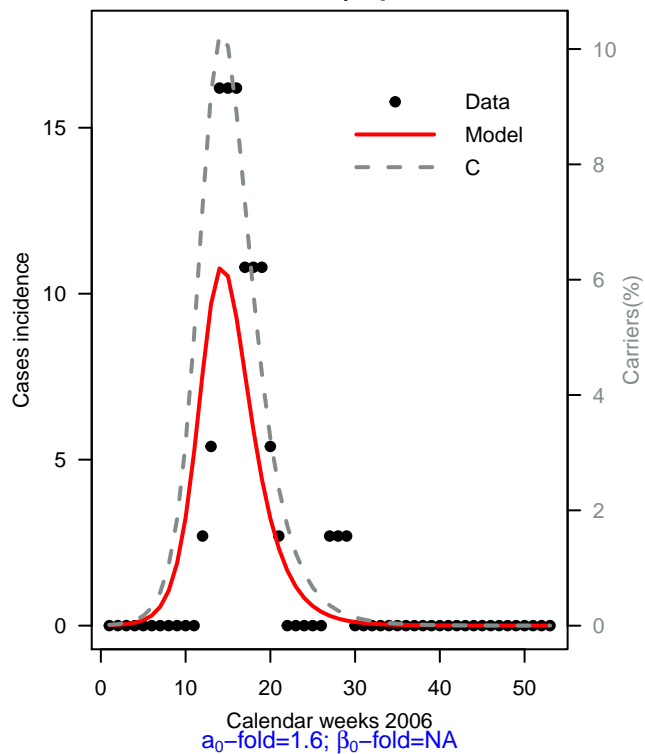 Data
Model
C
Cases incidence
0
5
10
15
Carriers(%)
0
2
4
6
8
10
0 10 20 30 40 50
Calendar weeks 2006
a₀−fold=1.6; β₀−fold=NA